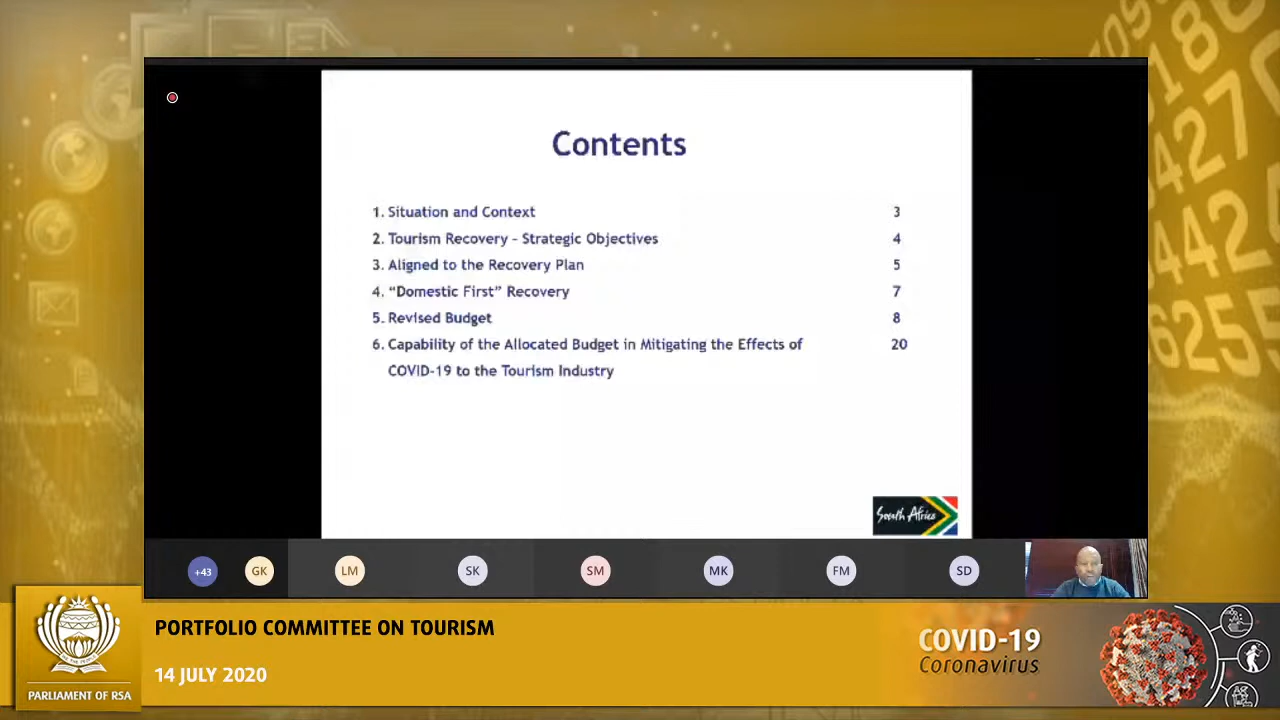 Contents
1. Situation and Context 3
2. Tourism Recovery – Strategic Objectives 4
3. Aligned to the Recovery Plan 5
4. “Domestic First” Recovery 7
5. Revised Budget 8
6. Capability of the Allocated Budget in Mitigating the Effects of 20
COVID-19 to the Tourism Industry
South Africa
+43 GK LM SK SM MK FM SD
PORTFOLIO COMMITTEE ON TOURISM
14 JULY 2020
PARLIAMENT OF RSA
COVID-19
Coronavirus